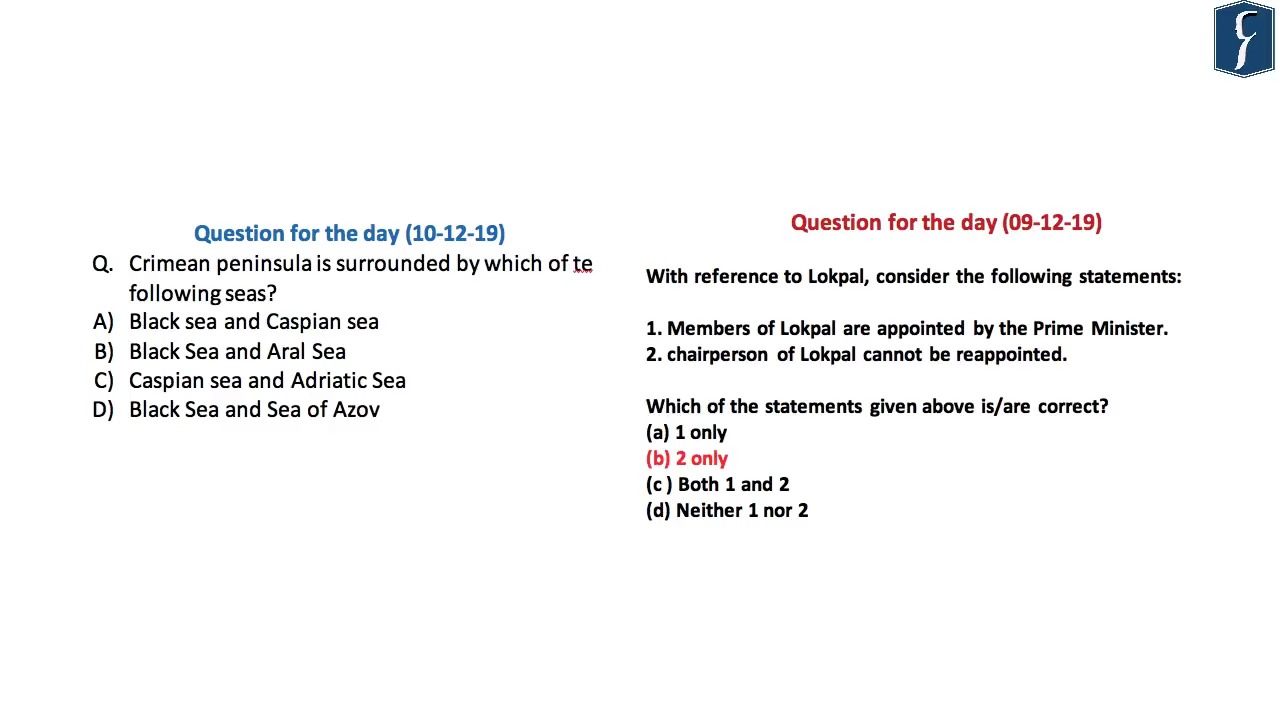 Question for the day (10-12-19)
Q. Crimean peninsula is surrounded by which of te
following seas?
A) Black sea and Caspian sea
B) Black Sea and Aral Sea
C) Caspian sea and Adriatic Sea
D) Black Sea and Sea of Azov
Question for the day (09-12-19)
With reference to Lokpal, consider the following statements:
1. Members of Lokpal are appointed by the Prime Minister.
2. chairperson of Lokpal cannot be reappointed.
Which of the statements given above is/are correct?
(a) 1 only
(b) 2 only
(c ) Both 1 and 2
(d) Neither 1 nor 2